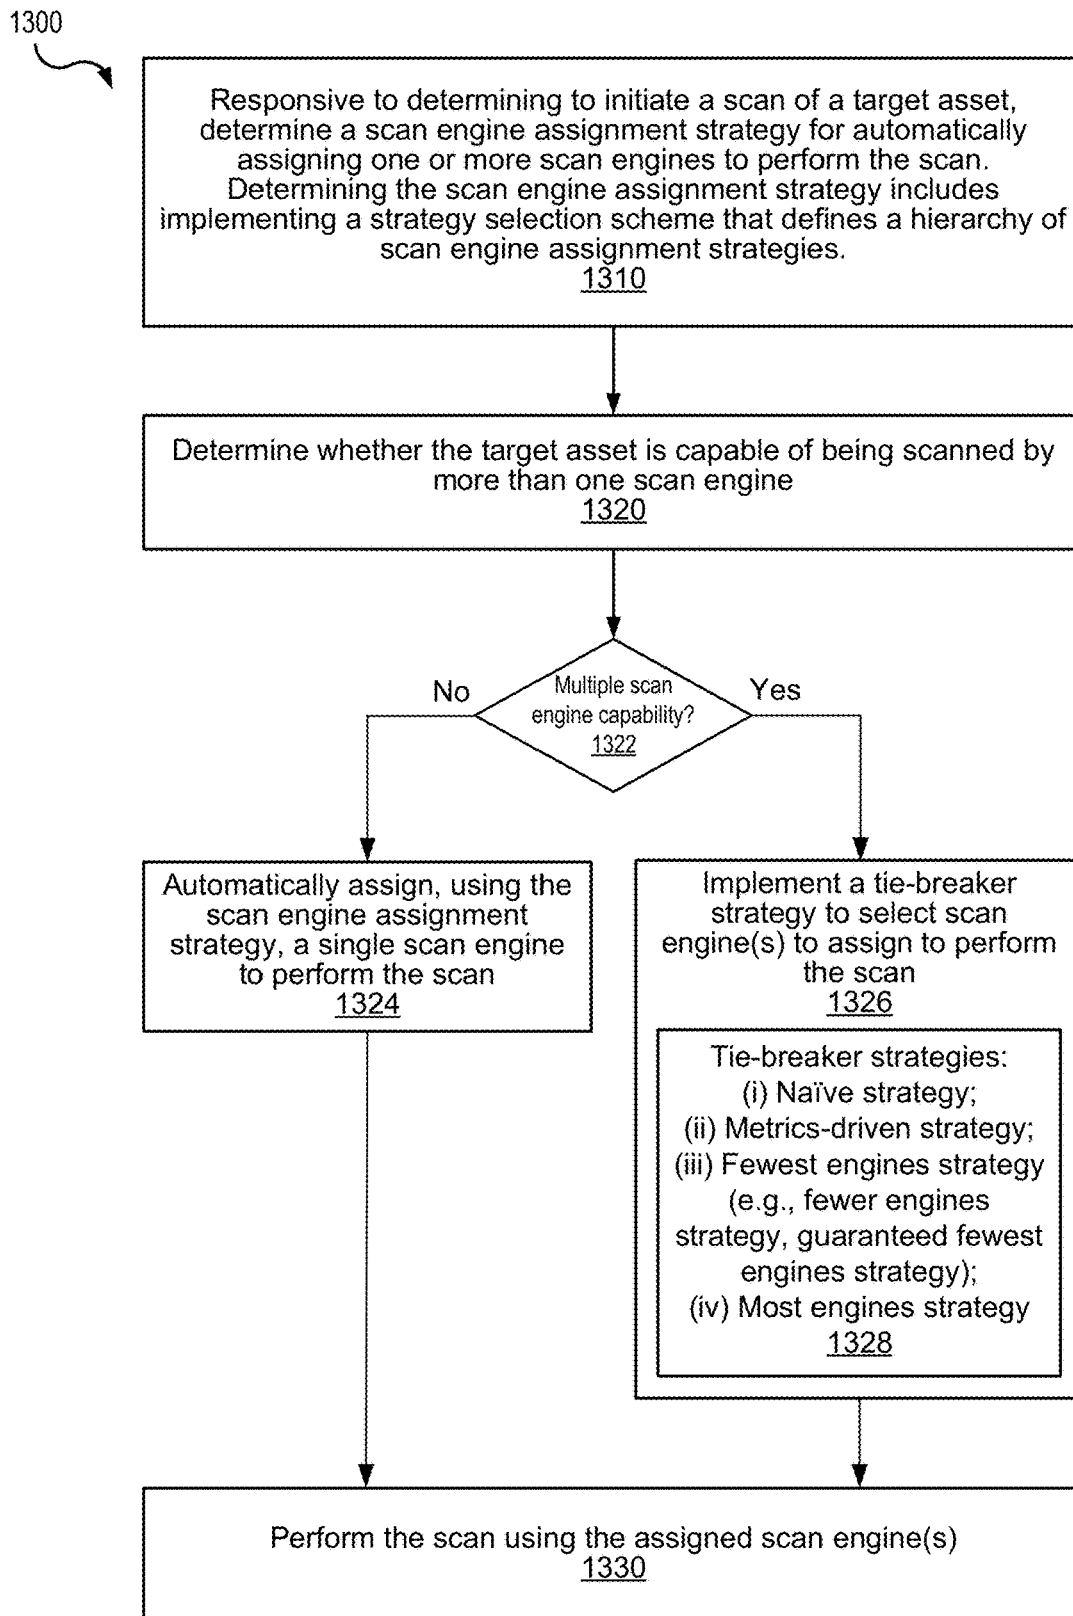 1300
Responsive to determining to initiate a scan of a target asset,
determine a scan engine assignment strategy for automatically
assigning one or more scan engines to perform the scan.
Determining the scan engine assignment strategy includes
implementing a strategy selection scheme that defines a hierarchy of
scan engine assignment strategies.
1310
Determine whether the target asset is capable of being scanned by
more than one scan engine
1320
Multiple scan
engine capability?
1322
No
Yes
Automatically assign, using the
scan engine assignment
strategy, a single scan engine
to perform the scan
1324
Implement a tie-breaker
strategy to select scan
engine(s) to assign to perform
the scan
1326
Tie-breaker strategies:
(i) Naïve strategy;
(ii) Metrics-driven strategy;
(iii) Fewest engines strategy
(e.g., fewer engines
strategy, guaranteed fewest
engines strategy);
(iv) Most engines strategy
1328
Perform the scan using the assigned scan engine(s)
1330